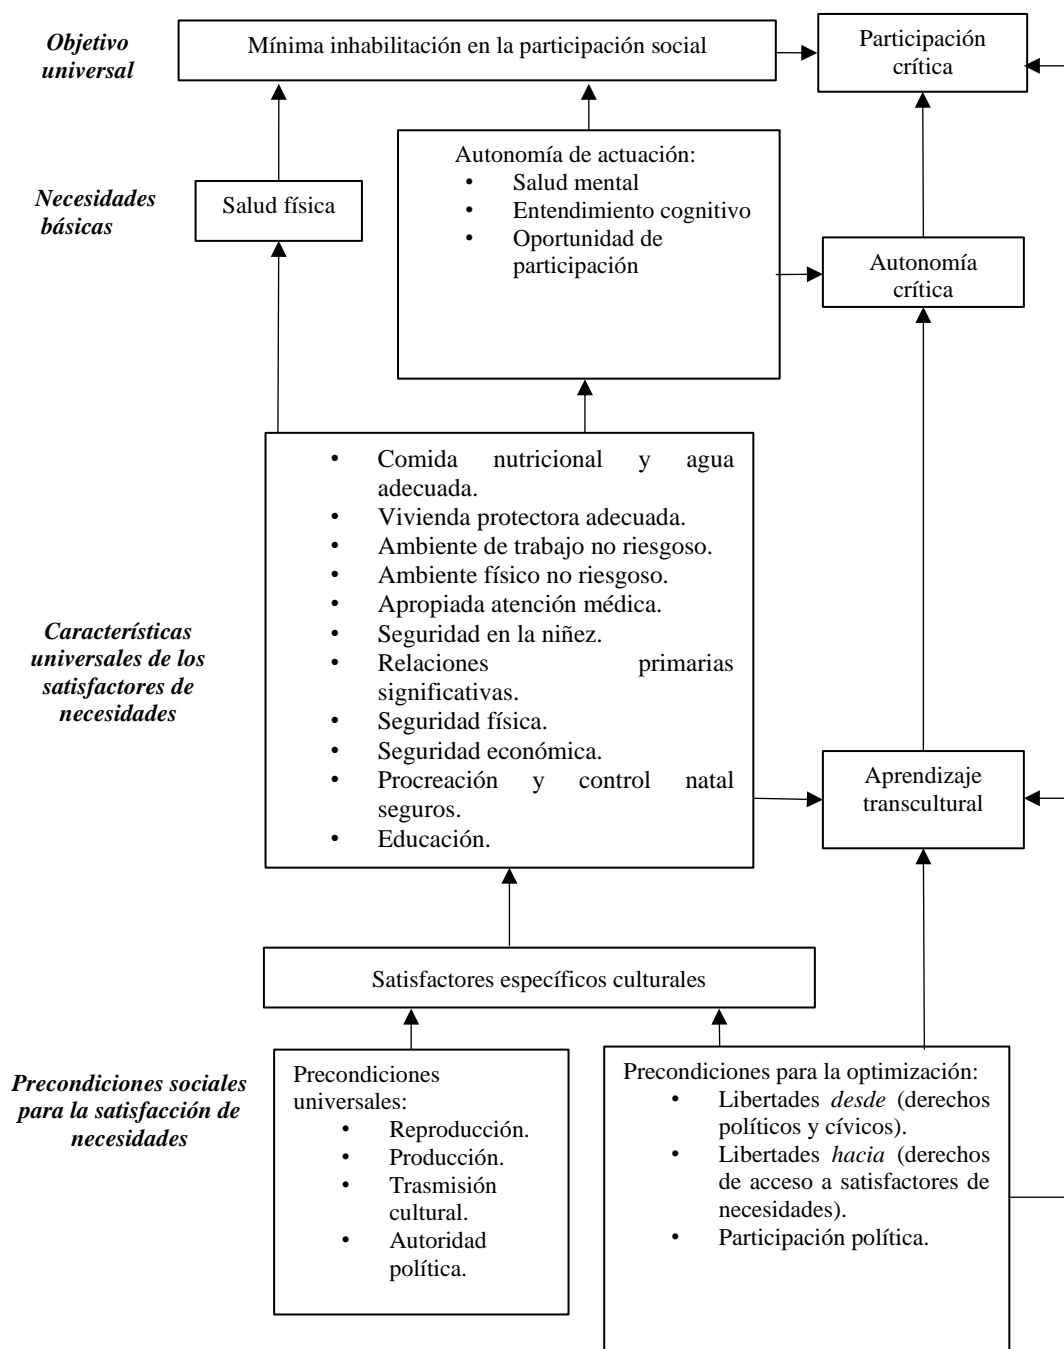 Objetivo
universal
Mínima inhabilitación en la participación social
Participación
crítica
Necesidades
básicas
Salud física
Autonomía de actuación:
• Salud mental
• Entendimiento cognitivo
• Oportunidad de
participación
Autonomía
crítica
Características
universales de los
satisfactores de
necesidades
• Comida nutricional y agua
adecuada.
• Vivienda protectora adecuada.
• Ambiente de trabajo no riesgoso.
• Ambiente físico no riesgoso.
• Apropiada atención médica.
• Seguridad en la niñez.
• Relaciones primarias
significativas.
• Seguridad física.
• Seguridad económica.
• Procreación y control natal
seguros.
• Educación.
Aprendizaje
transcultural
Satisfactores específicos culturales
Precondiciones sociales
para la satisfacción de
necesidades
Precondiciones
universales:
• Reproducción.
• Producción.
• Trasmisión
cultural.
• Autoridad
política.
Precondiciones para la optimización:
• Libertades desde (derechos
políticos y cívicos).
• Libertades hacia (derechos
de acceso a satisfactores de
necesidades).
• Participación política.